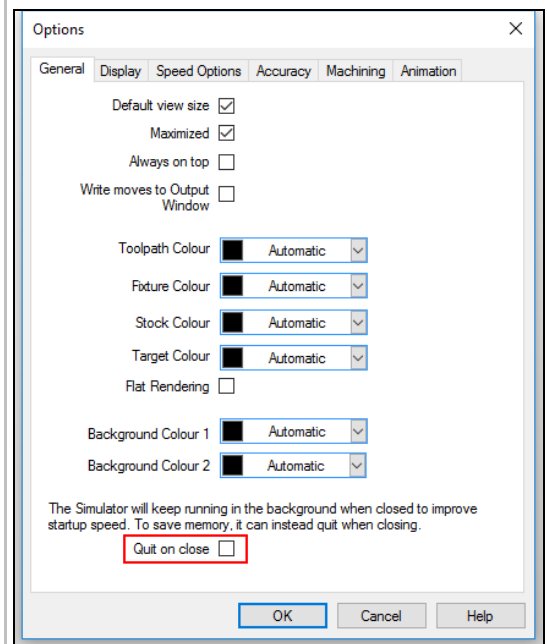 Options
General Display Speed Options Accuracy Machining Animation
Default view size
Maximized
Always on top
Write moves to Output
Window
Toolpath Colour Automatic
Fixture Colour Automatic
Stock Colour Automatic
Target Colour Automatic
Flat Rendering
Background Colour 1 Automatic
Background Colour 2 Automatic
The Simulator will keep running in the background when closed to improve
startup speed. To save memory, it can instead quit when closing.
Quit on close
OK Cancel Help